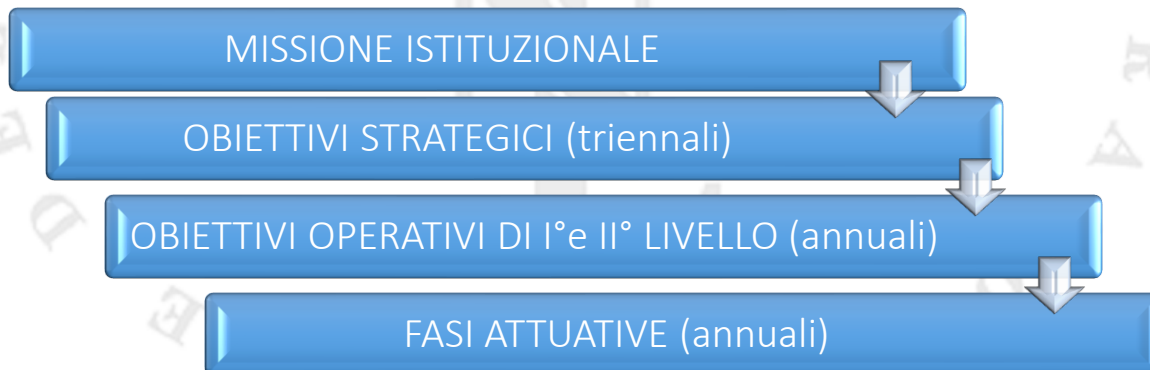 MISSIONE ISTITUZIONALE
OBIETTIVI STRATEGICI (triennali)
OBIETTIVI OPERATIVI DI I°e II° LIVELLO (annuali)
FASI ATTUATIVE (annuali)